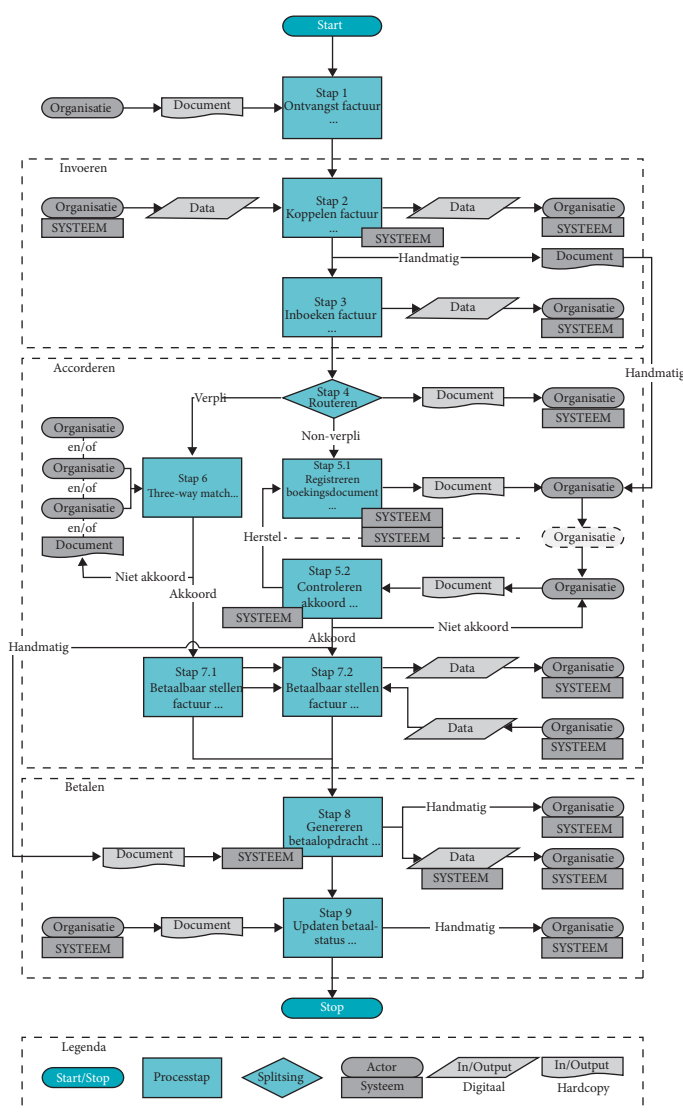 Start
Stap 1
Ontvangst factuur
...
Organisatie
Document
Invoeren
Organisatie
SYSTEEM
Data
Stap 2
Koppelen factuur
...
SYSTEEM
Data
Organisatie
SYSTEEM
Handmatig
Document
Stap 3
Inboeken factuur
...
Data
Organisatie
SYSTEEM
Handmatig
Accorderen
Stap 4
Routeren
Document
Organisatie
SYSTEEM
Verpli
Non-verpli
Organisatie
en/of
Organisatie
en/of
Organisatie
en/of
Document
Stap 6
Three-way match...
Stap 5.1
Registreren
boekingsdocument
...
SYSTEEM
SYSTEEM
Document
Organisatie
Herstel
Organisatie
Niet akkoord
Akkoord
Stap 5.2
Controleren
akkoord ...
SYSTEEM
Document
Organisatie
Niet akkoord
Akkoord
Handmatig
Stap 7.1
Betaalbaar stellen
factuur ...
Stap 7.2
Betaalbaar stellen
factuur ...
Data
Organisatie
SYSTEEM
Data
Organisatie
SYSTEEM
Betalen
Stap 8
Genereren
betaalopdracht ...
SYSTEEM
Document
Handmatig
Organisatie
SYSTEEM
Data
SYSTEEM
Organisatie
SYSTEEM
Organisatie
SYSTEEM
Document
Stap 9
Updaten betaal-
status ...
Handmatig
Organisatie
SYSTEEM
Stop
Legenda
Start/Stop
Processtap
Splitsing
Actor
Systeem
In/Output
Digitaal
In/Output
Hardcopy